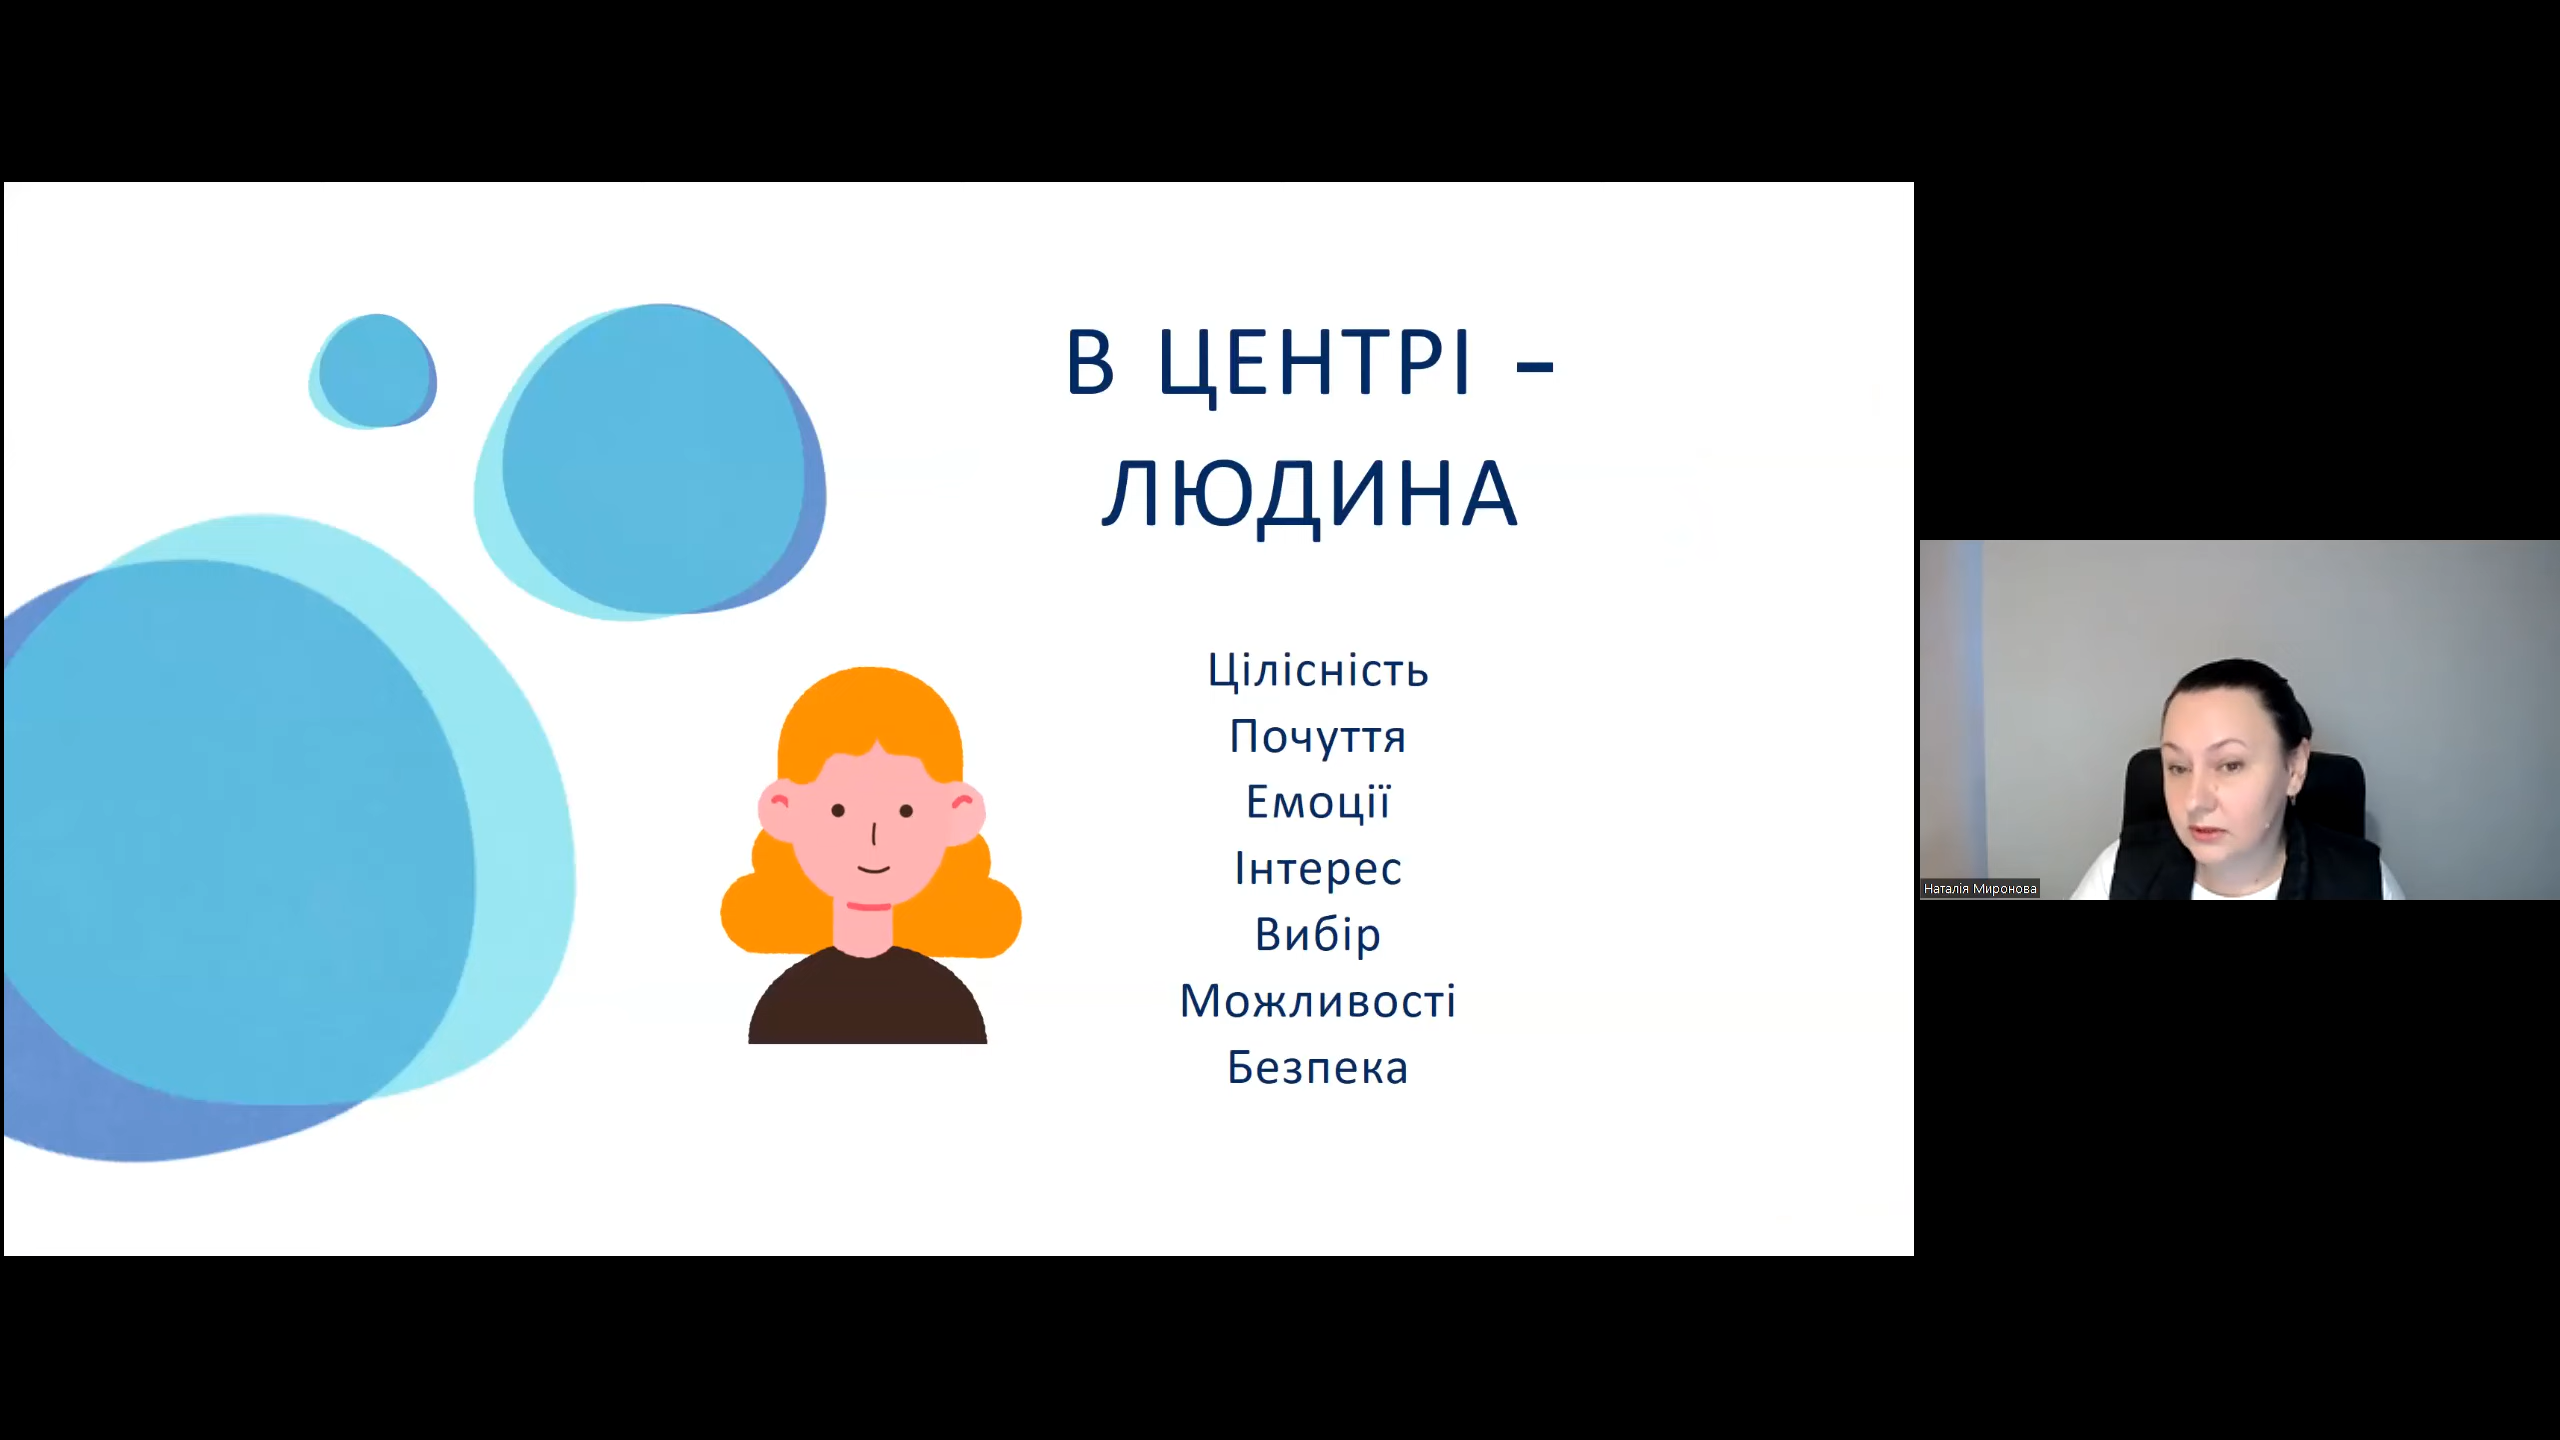 В ЦЕНТРІ –
ЛЮДИНА
Цілісність
Почуття
Емоції
Інтерес
Вибір
Можливості
Безпека
Наталія Миронова